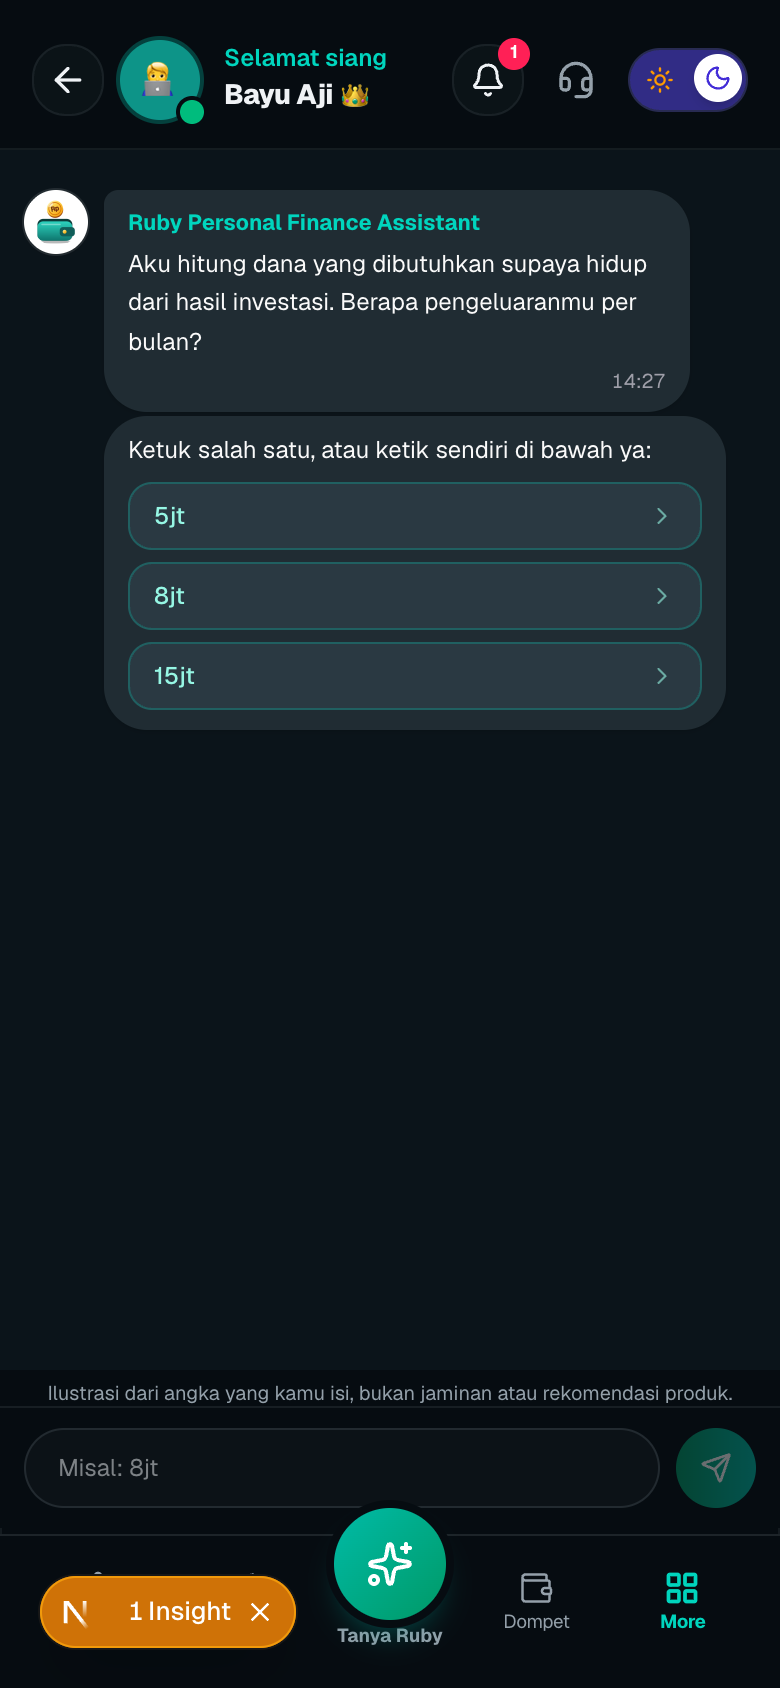 Selamat siang
Bayu Aji
1
Ruby Personal Finance Assistant
Aku hitung dana yang dibutuhkan supaya hidup
dari hasil investasi. Berapa pengeluaranmu per
bulan?
14:27
Ketuk salah satu, atau ketik sendiri di bawah ya:
5jt
8jt
15jt
Ilustrasi dari angka yang kamu isi, bukan jaminan atau rekomendasi produk.
Misal: 8jt
N 1 Insight
Tanya Ruby
Dompet
More